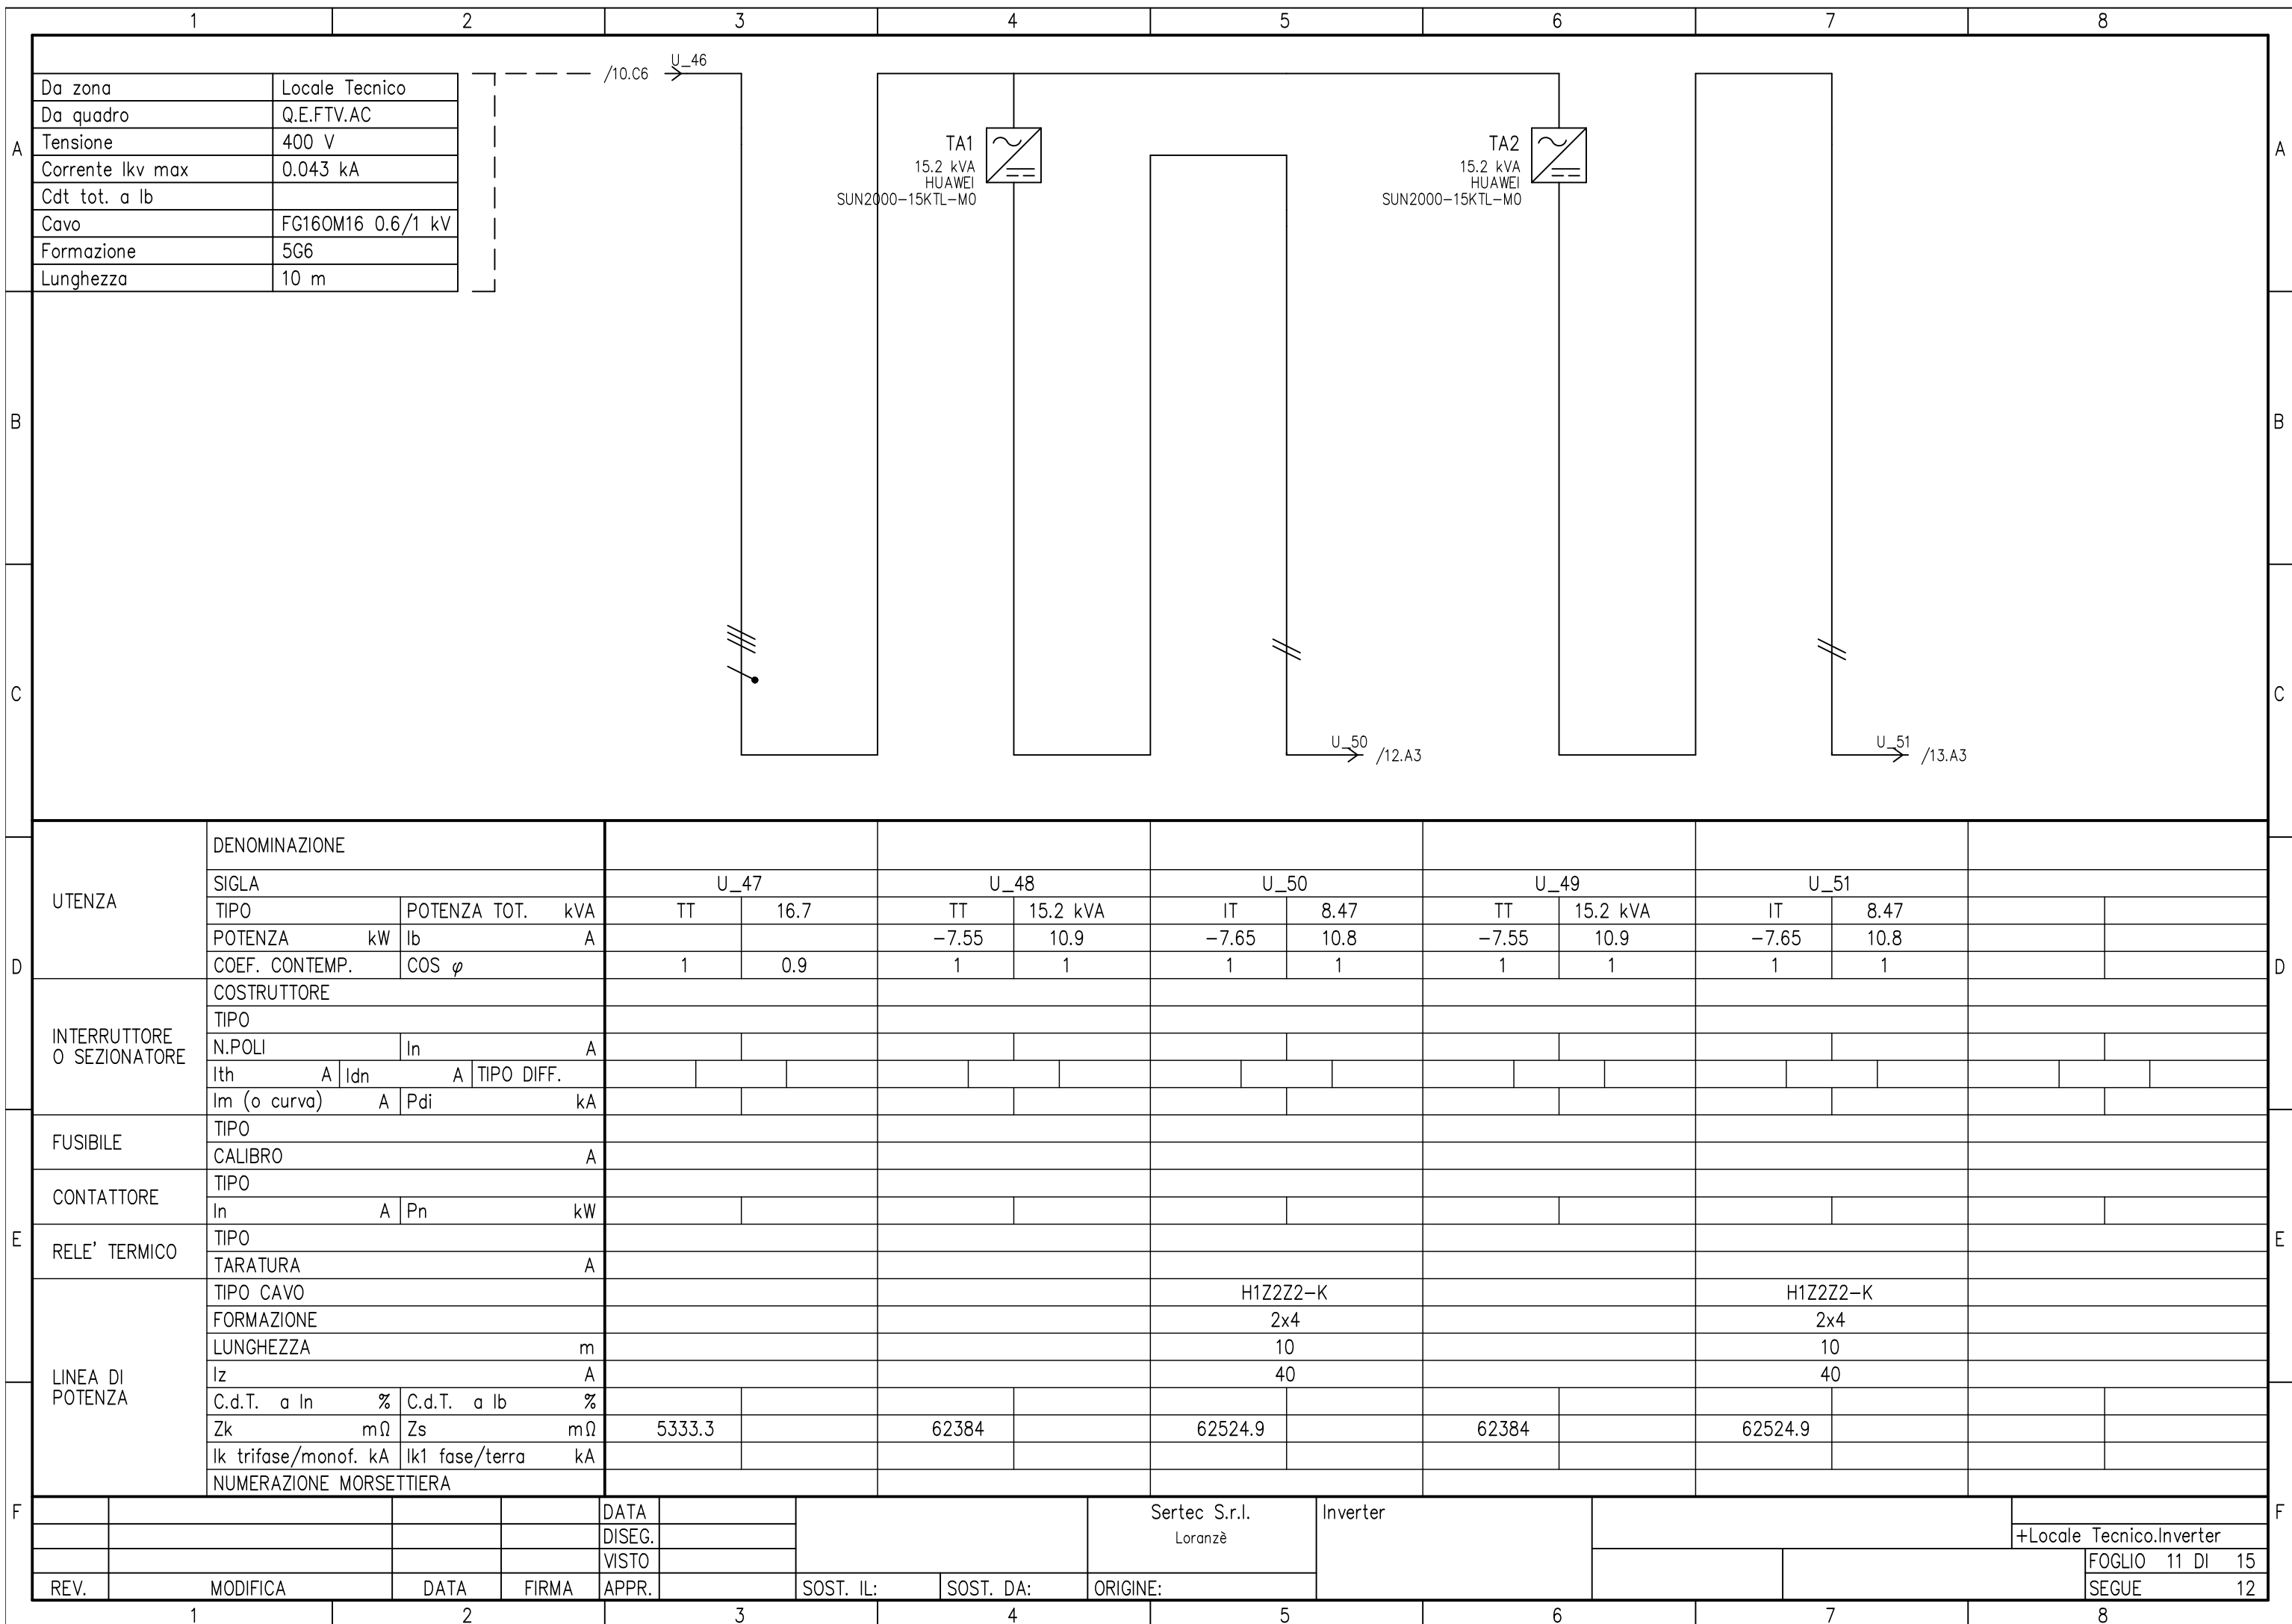 1 2 3 4 5 6 7 8
/10.C6 U_46
Da zona Locale Tecnico
Da quadro Q.E.FTV.AC
Tensione 400 V
Corrente Ikv max 0.043 kA
Cdt tot. a Ib
Cavo FG16OM16 0.6/1 kV
Formazione 5G6
Lunghezza 10 m
A A
TA1
15.2 kVA
HUAWEI
SUN2000-15KTL-M0
TA2
15.2 kVA
HUAWEI
SUN2000-15KTL-M0
B B
C C
U_50 /12.A3
U_51 /13.A3
UTENZA
DENOMINAZIONE
SIGLA U_47 U_48 U_50 U_49 U_51
TIPO POTENZA TOT. kVA TT 16.7 TT 15.2 kVA IT 8.47 TT 15.2 kVA IT 8.47
POTENZA kW Ib A -7.55 10.9 -7.65 10.8 -7.55 10.9 -7.65 10.8
D D
COEF. CONTEMP. COS φ 1 0.9 1 1 1 1 1 1 1 1
INTERRUTTORE
O SEZIONATORE
COSTRUTTORE
TIPO
N.POLI In A
Ith A Idn A TIPO DIFF.
Im (o curva) A Pdi kA
FUSIBILE
TIPO
CALIBRO A
CONTATTORE
TIPO
In A Pn kW
E E
RELE' TERMICO
TIPO
TARATURA A
LINEA DI
POTENZA
TIPO CAVO H1Z2Z2-K H1Z2Z2-K
FORMAZIONE 2x4 2x4
LUNGHEZZA m 10 10
Iz A 40 40
C.d.T. a In % C.d.T. a Ib %
Zk mΩ Zs mΩ 5333.3 62384 62524.9 62384 62524.9
Ik trifase/monof. kA Ik1 fase/terra kA
NUMERAZIONE MORSETTIERA
F F
DATA Sertec S.r.l. Inverter
DISEG. Loranzè +Locale Tecnico.Inverter
VISTO FOGLIO 11 DI 15
REV. MODIFICA DATA FIRMA APPR. SOST. IL: SOST. DA: ORIGINE: SEGUE 12
1 2 3 4 5 6 7 8